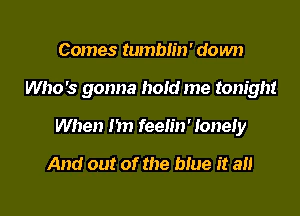 Comes tumblin' down
Who's gonna hold me tonight
When I'm feelin' lonely
And out of the blue it all